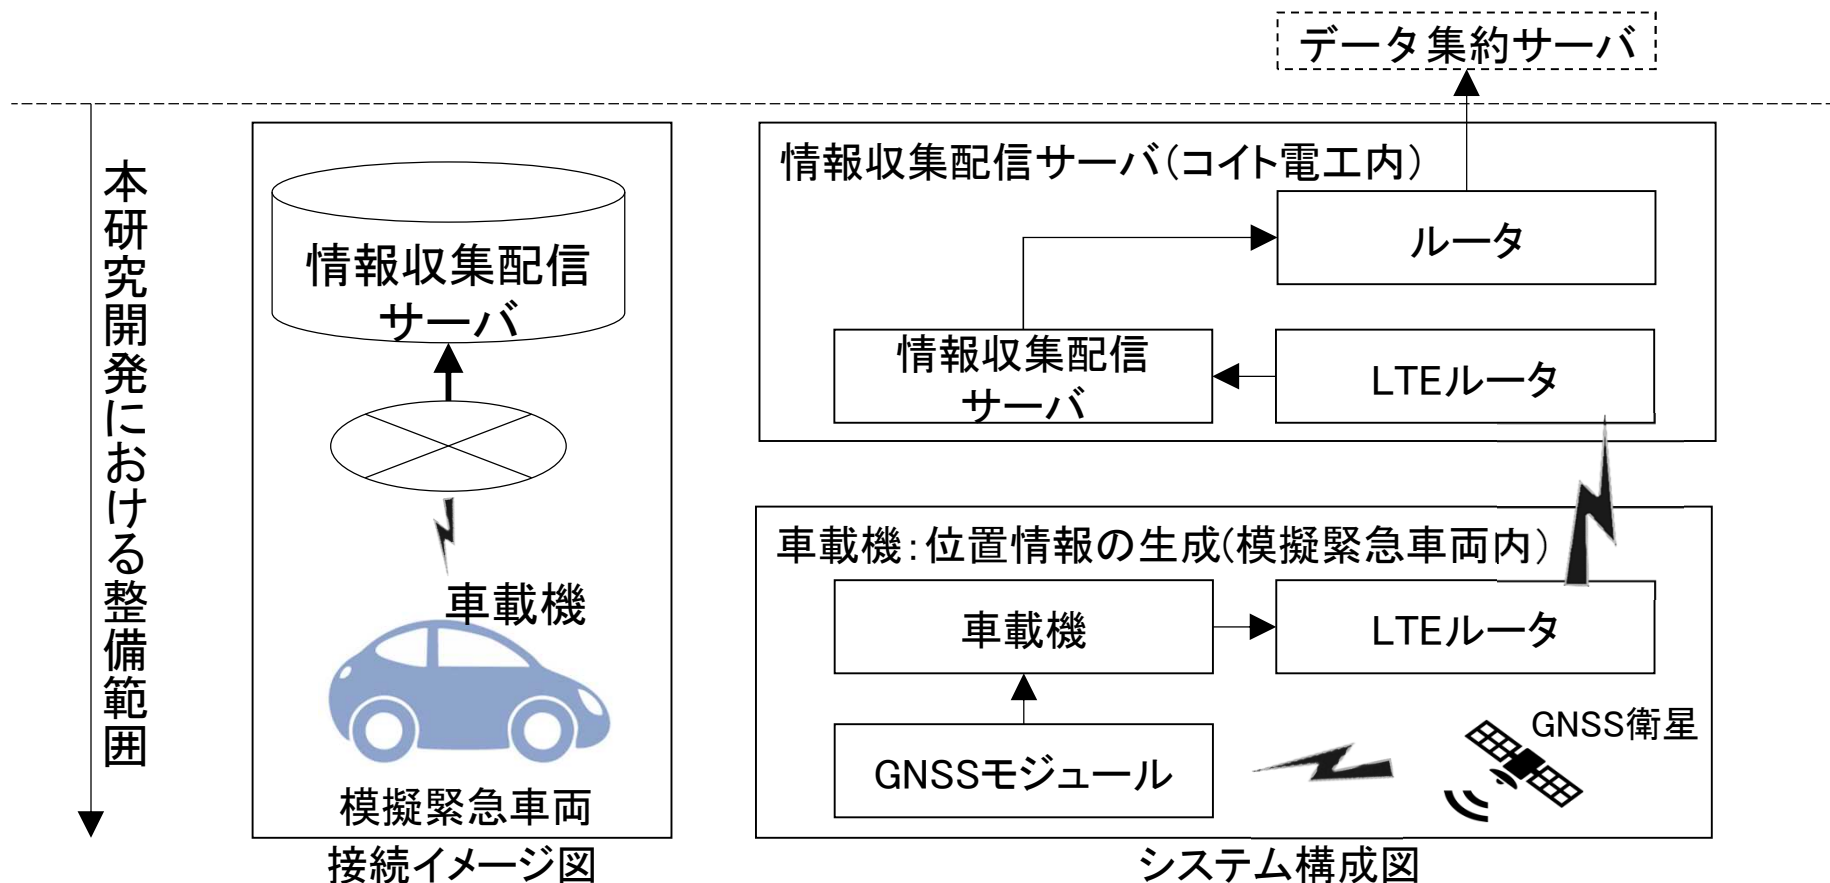 データ集約サーバ
本研究開発における整備範囲
情報収集配信
サーバ
車載機
模擬緊急車両
接続イメージ図
情報収集配信サーバ(コイト電工内)
ルータ
情報収集配信
サーバ
LTEルータ
車載機:位置情報の生成(模擬緊急車両内)
車載機
LTEルータ
GNSSモジュール
GNSS衛星
システム構成図